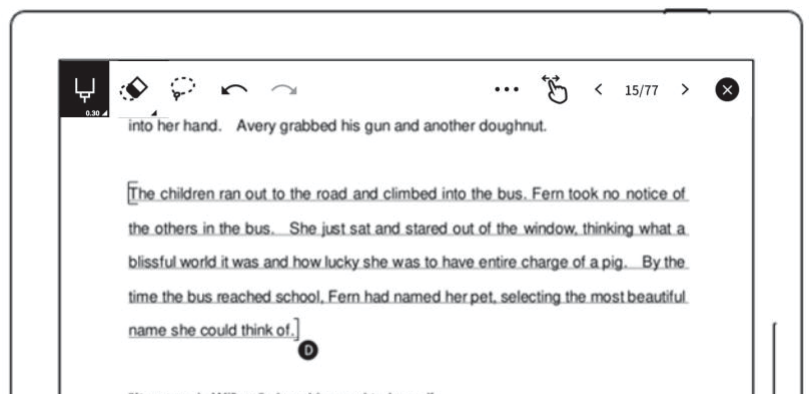 0.30
15/77
into her hand. Avery grabbed his gun and another doughnut.
The children ran out to the road and climbed into the bus. Fern took no notice of
the others in the bus. She just sat and stared out of the window, thinking what a
blissful world it was and how lucky she was to have entire charge of a pig. By the
time the bus reached school, Fern had named her pet, selecting the most beautiful
name she could think of.
D